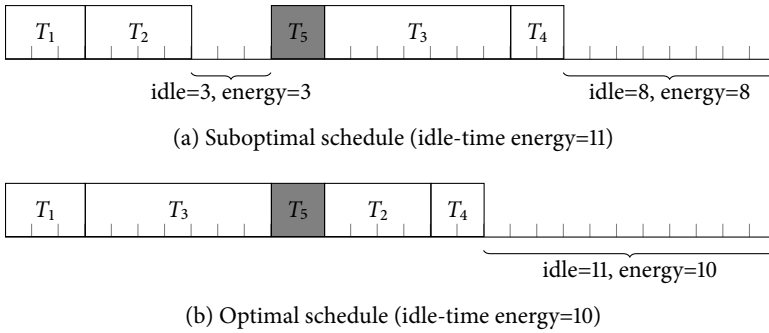 T1 T2 T5 T3 T4
idle=3, energy=3 idle=8, energy=8
(a) Suboptimal schedule (idle-time energy=11)
T1 T3 T5 T2 T4
idle=11, energy=10
(b) Optimal schedule (idle-time energy=10)